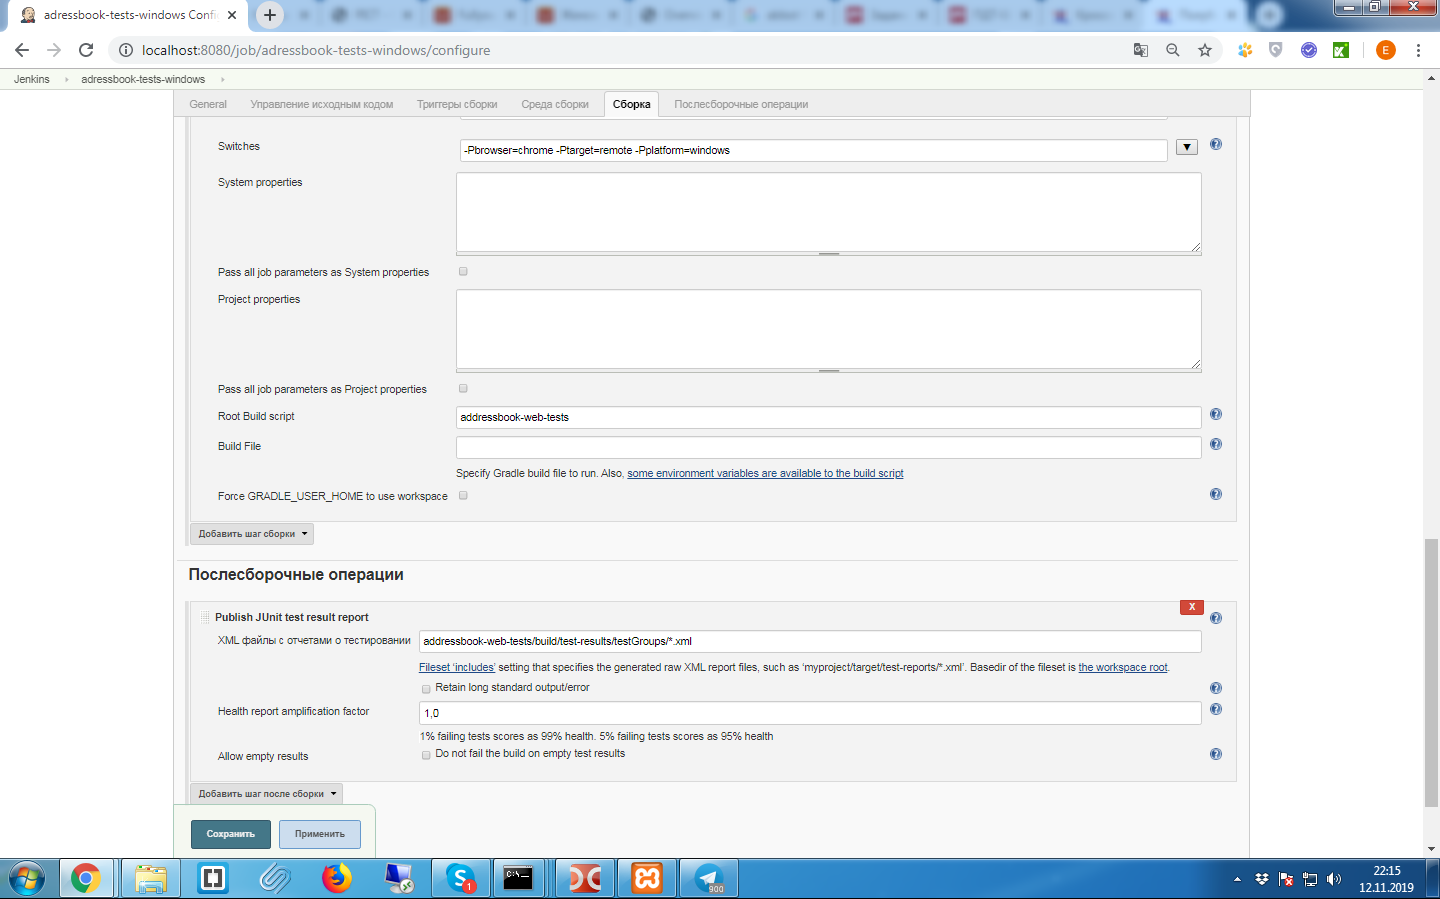 adressbook-tests-windows Confi
localhost:8080/job/adressbook-tests-windows/configure
E
Jenkins
adressbook-tests-windows
General
Управление исходным кодом
Триггеры сборки
Среда сборки
Сборка
Послесборочные операции
Switches
-Pbrowser=chrome -Ptarget=remote -Pplatform=windows
System properties
Pass all job parameters as System properties
Project properties
Pass all job parameters as Project properties
Root Build script
addressbook-web-tests
Build File
Specify Gradle build file to run. Also, some environment variables are available to the build script
Force GRADLE_USER_HOME to use workspace
Добавить шаг сборки
Послесборочные операции
Publish JUnit test result report
X
XML файлы с отчетами о тестировании
addressbook-web-tests/build/test-results/testGroups/*.xml
Fileset ‘includes’ setting that specifies the generated raw XML report files, such as ‘myproject/target/test-reports/*.xml’. Basedir of the fileset is the workspace root.
Retain long standard output/error
Health report amplification factor
1,0
1% failing tests scores as 99% health. 5% failing tests scores as 95% health
Allow empty results
Do not fail the build on empty test results
Добавить шаг после сборки
Сохранить
Применить
S
1
C:\_
900
22:15
12.11.2019